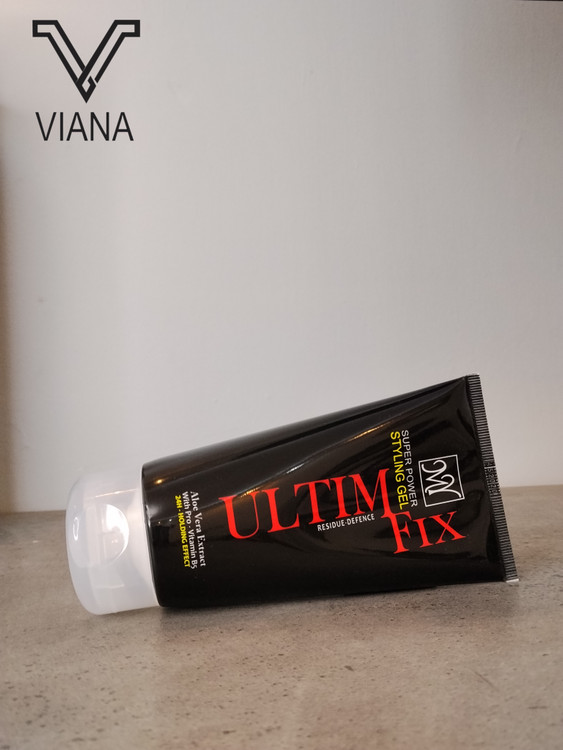 VIANA
SUPER POWER
STYLING GEL
ULTIM
RESIDUE-DEFENCE
FIX
Aloe Vera Extract
With Pro - Vitamin B5
24H - HOLDING EFFECT